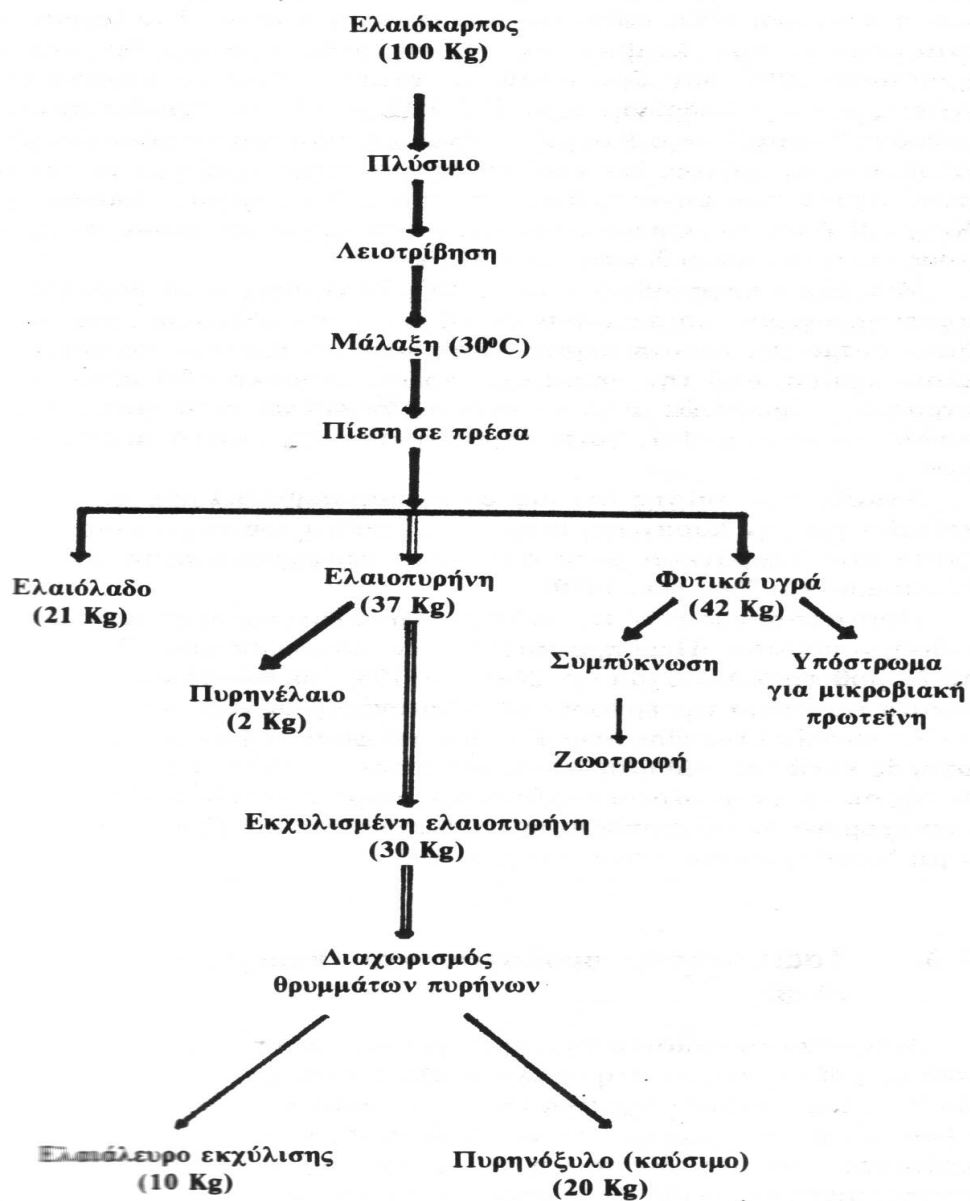 Ελαιόκαρπος
(100 Kg)
Πλύσιμο
Λειοτρίβηση
Μάλαξη (30⁰C)
Πίεση σε πρέσα
Ελαιόλαδο
(21 Kg)
Ελαιοπυρήνη
(37 Kg)
Φυτικά υγρά
(42 Kg)
Πυρηνέλαιο
(2 Kg)
Συμπύκνωση
Υπόστρωμα
για μικροβιακή
πρωτεΐνη
Ζωοτροφή
Εκχυλισμένη ελαιοπυρήνη
(30 Kg)
Διαχωρισμός
θρυμμάτων πυρήνων
Ελαιάλευρο εκχύλισης
(10 Kg)
Πυρηνόξυλο (καύσιμο)
(20 Kg)